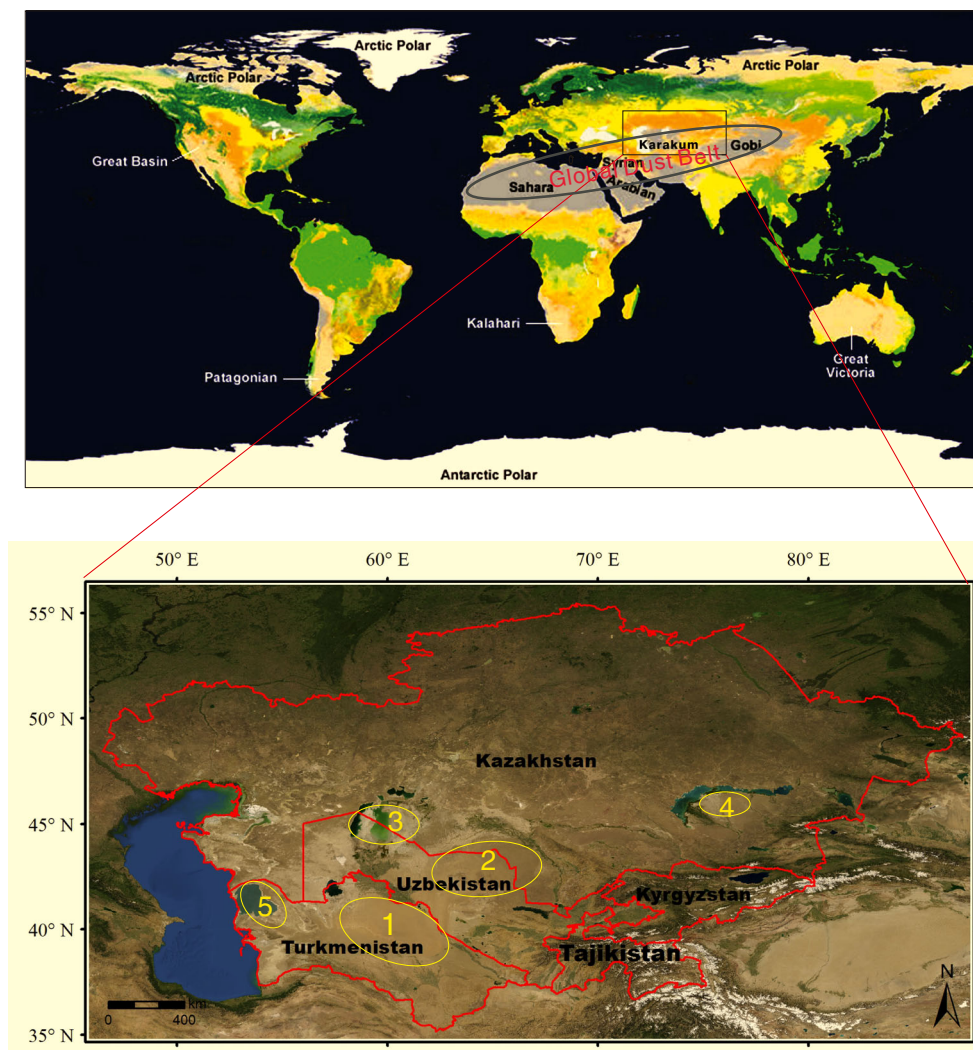 Arctic Polar
Arctic Polar
Arctic Polar
Great Basin
Karakum
Gobi
Syrian
Global Dust Belt
Sahara
Arabian
Kalahari
Great
Victoria
Patagonian
Antarctic Polar
50° E
60° E
70° E
80° E
55° N
50° N
Kazakhstan
45° N
3
4
2
Uzbekistan
Kyrgyzstan
5
1
40° N
Turkmenistan
Tajikistan
N
km
0
400
35° N